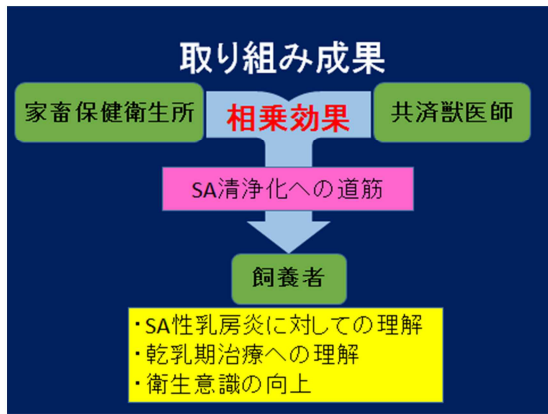 取り組み成果
家畜保健衛生所
相乗効果
共済獣医師
SA清浄化への道筋
飼養者
・SA性乳房炎に対しての理解
・乾乳期治療への理解
・衛生意識の向上